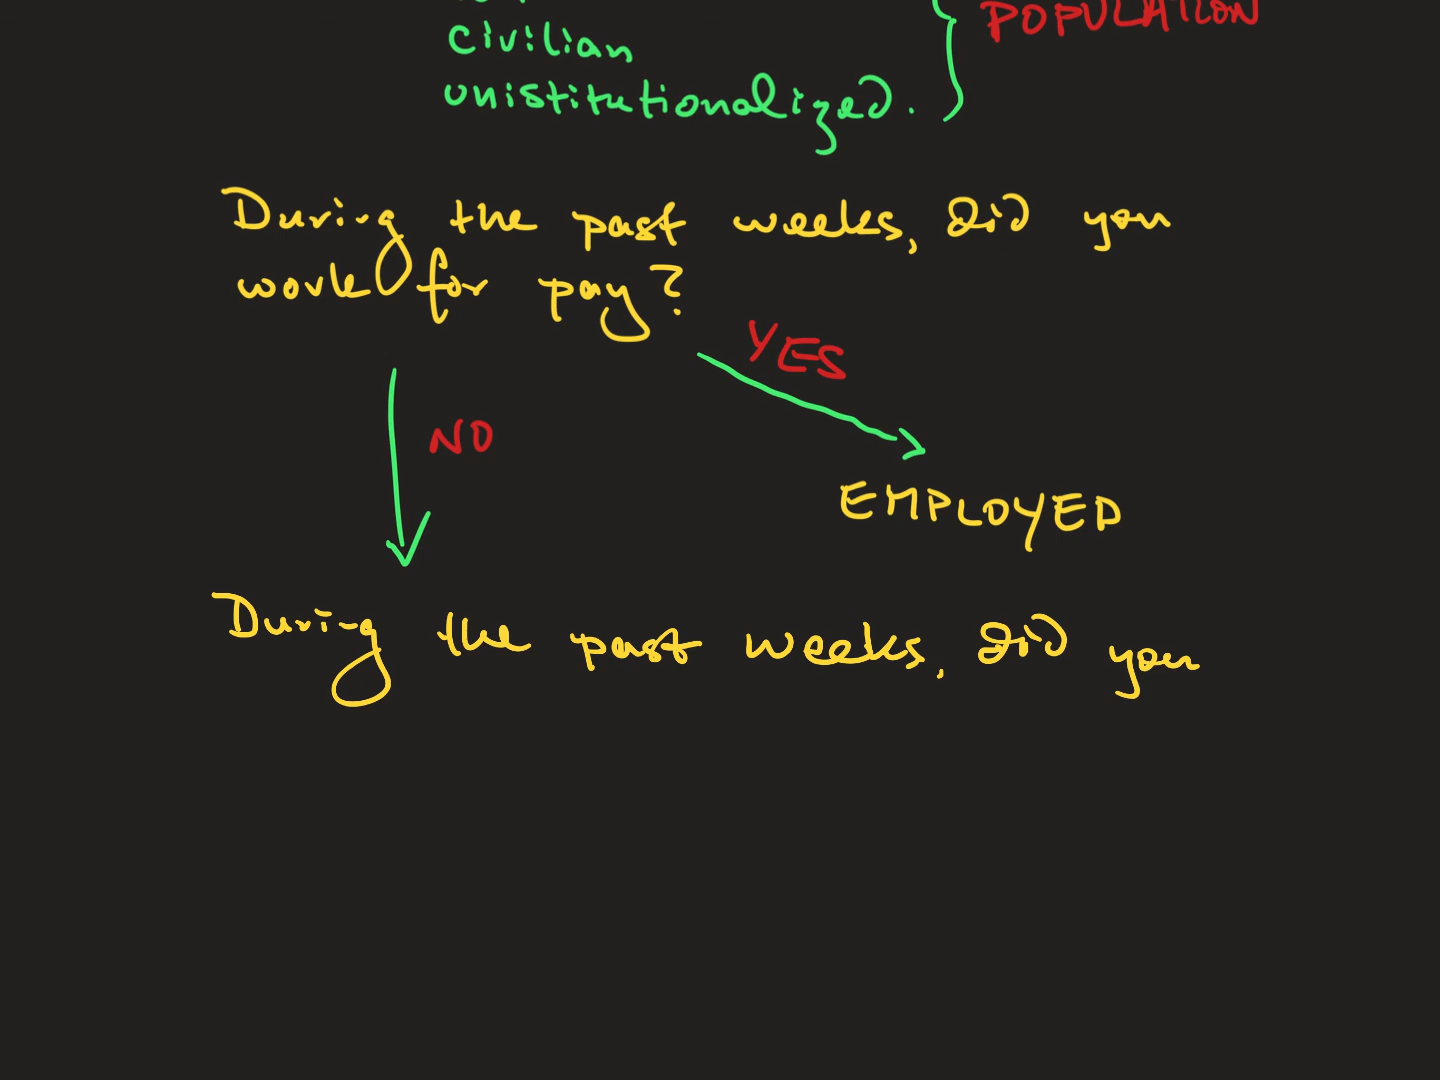 POPULATION
civilian
unistitutionalized.
During the past weeks, did you
work for pay?
YES
NO
EMPLOYED
During the past weeks, did you